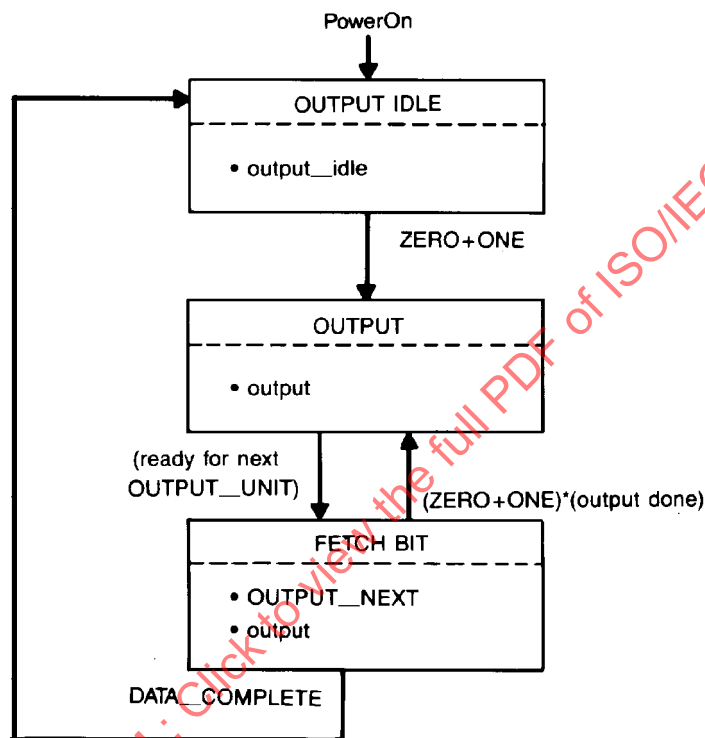 PowerOn
OUTPUT IDLE
• output__idle
ZERO+ONE
OUTPUT
• output
(ready for next
OUTPUT__UNIT)
(ZERO+ONE)*(output done)
FETCH BIT
• OUTPUT__NEXT
• output
DATA__COMPLETE
: Click to view the full PDF of ISO/IEC